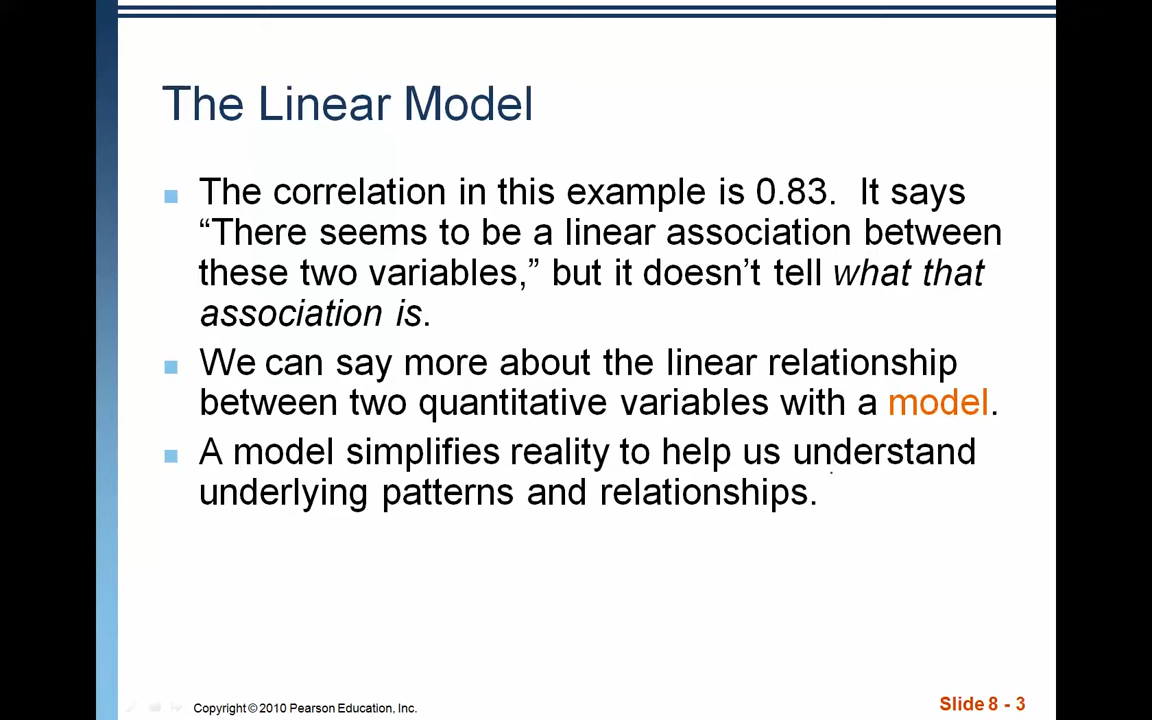 The Linear Model
The correlation in this example is 0.83.  It says
“There seems to be a linear association between
these two variables,” but it doesn’t tell what that
association is.
We can say more about the linear relationship
between two quantitative variables with a model.
A model simplifies reality to help us understand
underlying patterns and relationships.
Copyright © 2010 Pearson Education, Inc.
Slide 8 - 3